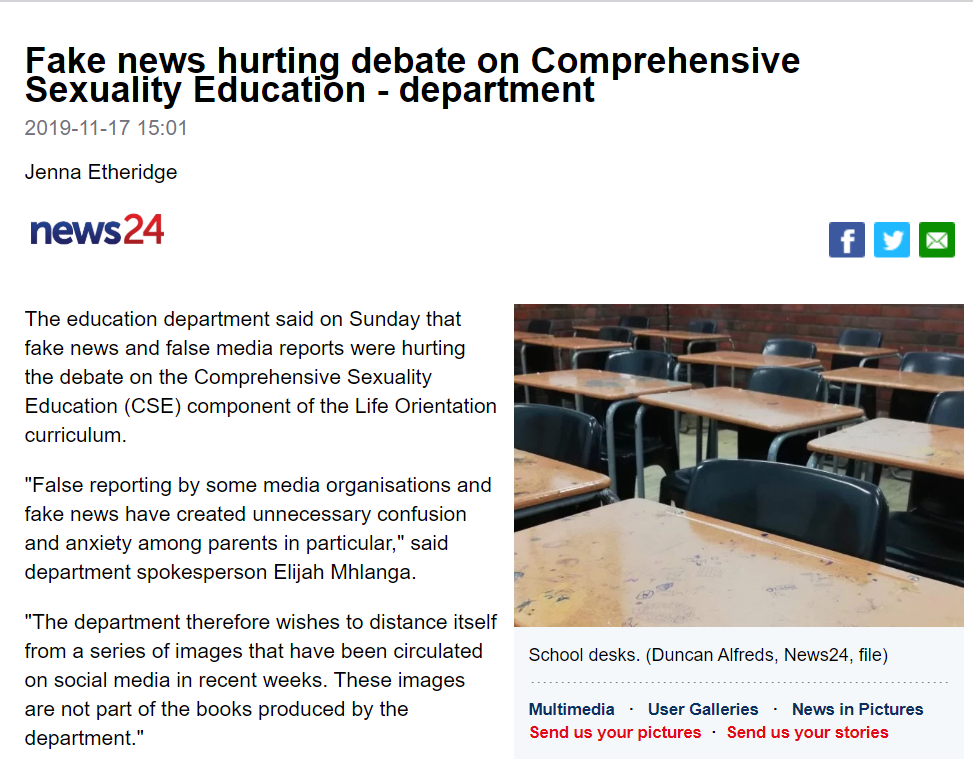 Fake news hurting debate on Comprehensive
Sexuality Education - department
2019-11-17 15:01
Jenna Etheridge
news24
The education department said on Sunday that
fake news and false media reports were hurting
the debate on the Comprehensive Sexuality
Education (CSE) component of the Life Orientation
curriculum.
"False reporting by some media organisations and
fake news have created unnecessary confusion
and anxiety among parents in particular," said
department spokesperson Elijah Mhlanga.
"The department therefore wishes to distance itself
from a series of images that have been circulated
on social media in recent weeks. These images
are not part of the books produced by the
department."
School desks. (Duncan Alfreds, News24, file)
Multimedia · User Galleries · News in Pictures
Send us your pictures · Send us your stories